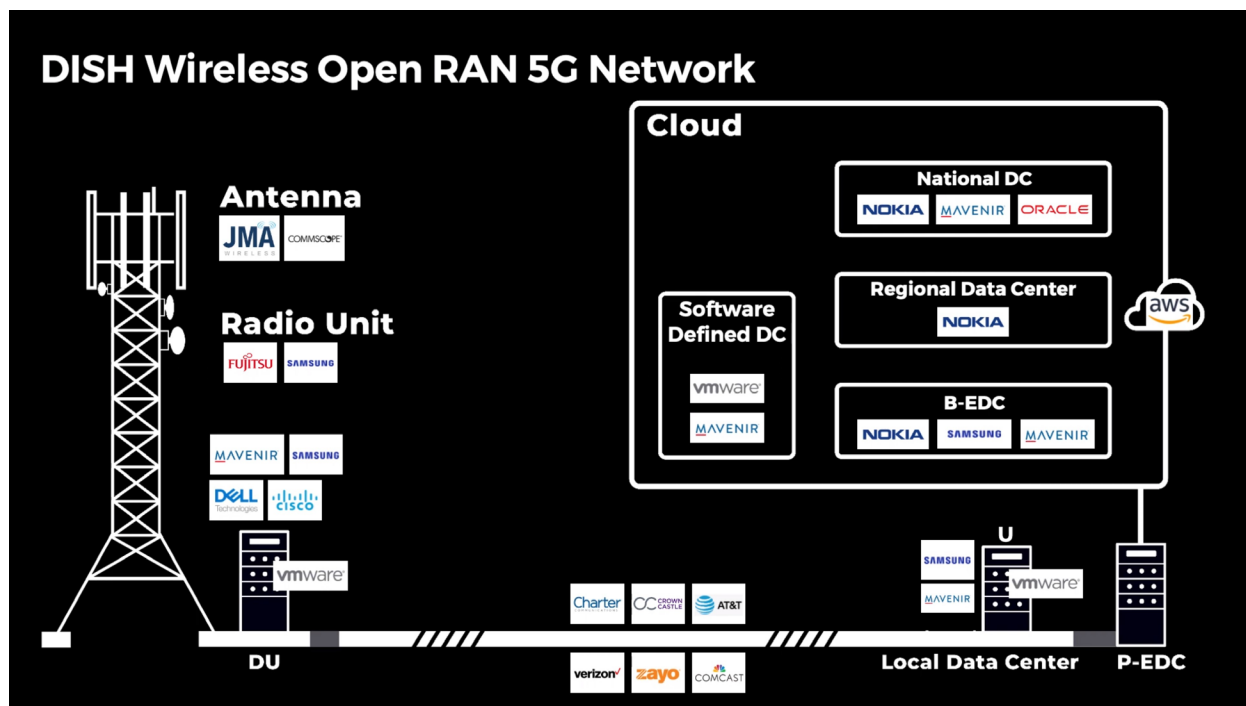 DISH Wireless Open RAN 5G Network
Cloud
National DC
NOKIA MAVENIR ORACLE
Antenna
JMA WIRELESS COMMSCOPE
Regional Data Center
NOKIA
aws
Software
Defined DC
vmware
MAVENIR
Radio Unit
FUJITSU SAMSUNG
B-EDC
NOKIA SAMSUNG MAVENIR
MAVENIR SAMSUNG
DELL Technologies cisco
vmware
DU
U
SAMSUNG
vmware
MAVENIR
Charter COMMUNICATIONS CC CROWN CASTLE AT&T
verizon zayo COMCAST
Local Data Center
P-EDC